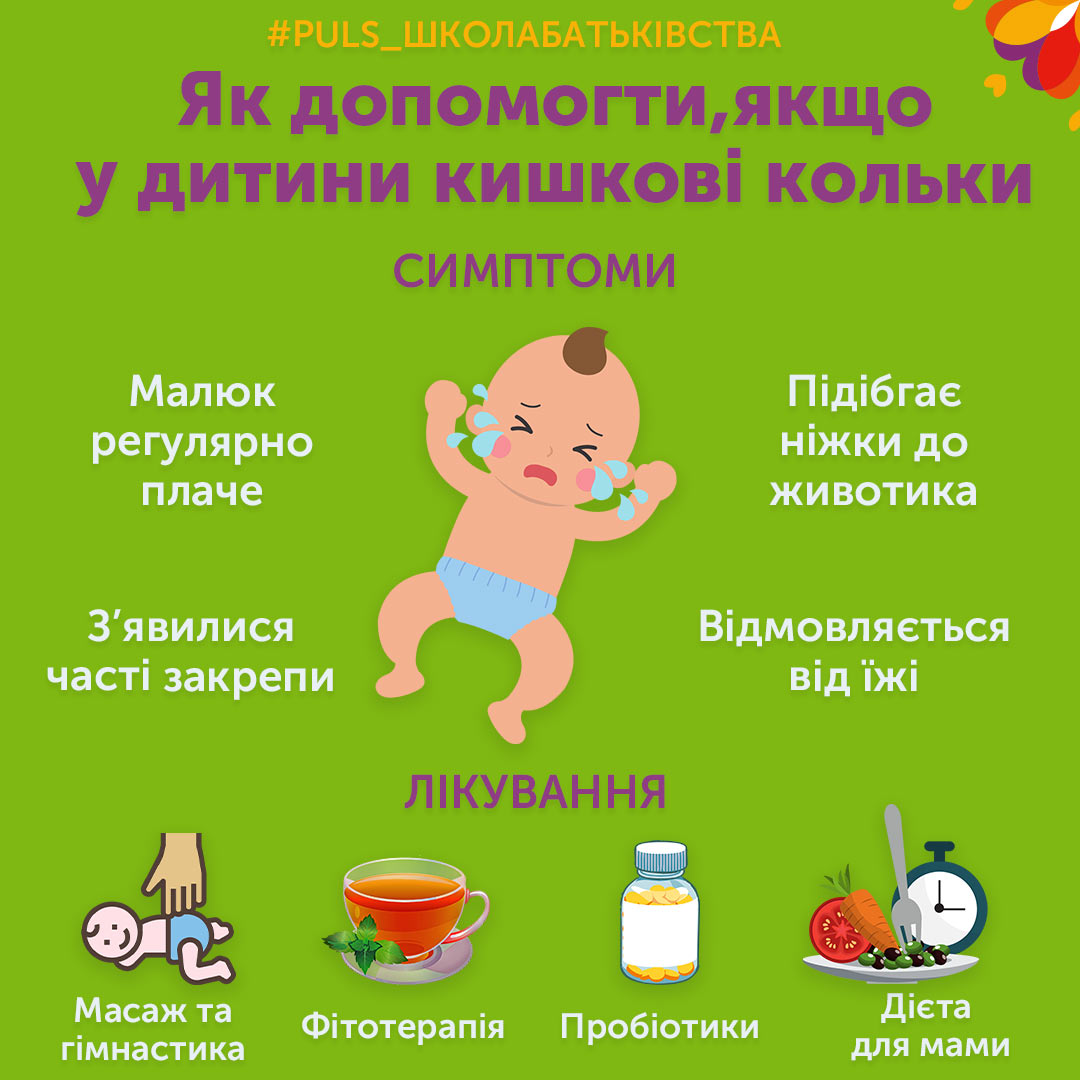 #PULS_ШКОЛАБАТЬКІВСТВА
Як допомогти,якщо
у дитини кишкові кольки
СИМПТОМИ
Малюк
регулярно
плаче
Підібгає
ніжки до
животика
З’явилися
часті закрепи
Відмовляється
від їжі
ЛІКУВАННЯ
Масаж та
гімнастика
Фітотерапія
Пробіотики
Дієта
для мами